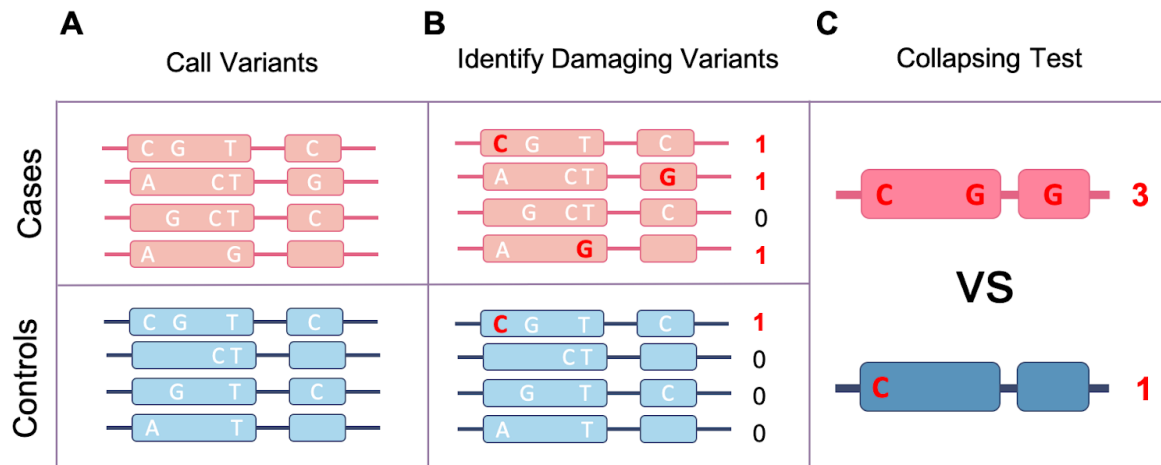 A
B
C
Call Variants
Identify Damaging Variants
Collapsing Test
Cases
C G T C
A CT G
G CT C
A G
C G T C 1
A CT G 1
G CT C 0
A G 1
C G G 3
VS
Controls
C G T C
CT
G T C
A T
C G T C 1
CT 0
G T C 0
A T 0
C 1